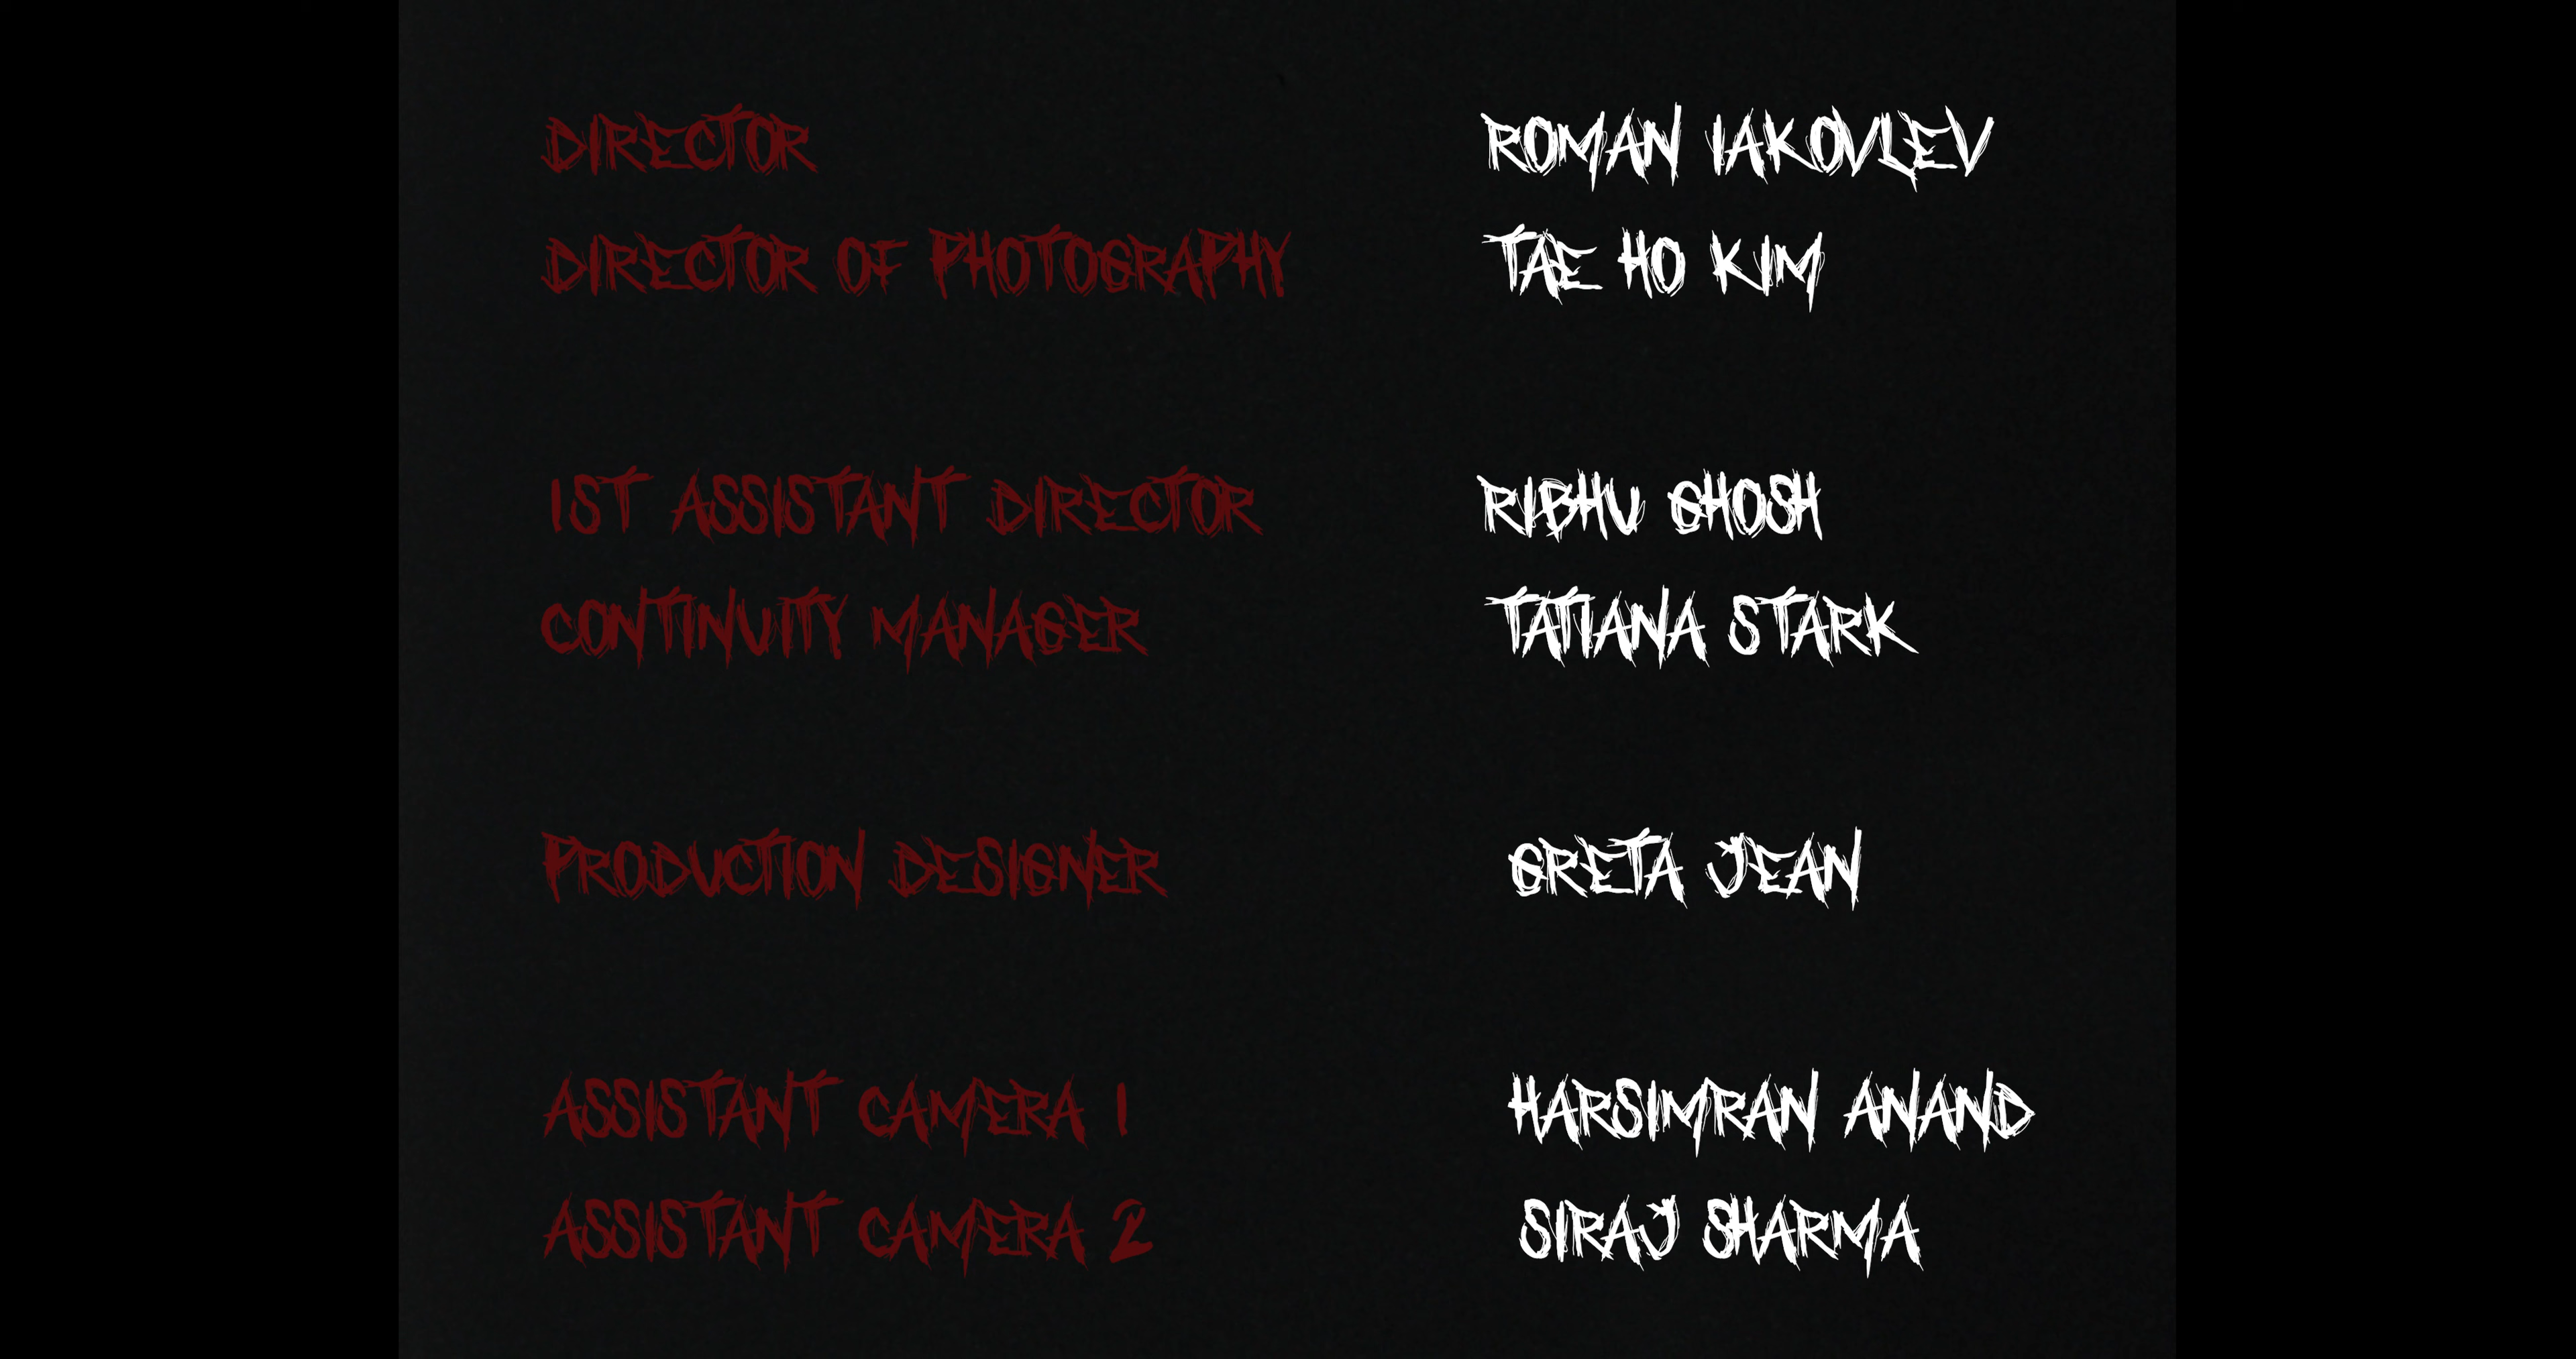 DIRECTOR ROMAN IAKOVLEV
DIRECTOR OF PHOTOGRAPHY TAE HO KIM
1ST ASSISTANT DIRECTOR RIBHU GHOSH
CONTINUITY MANAGER TATIANA STARK
PRODUCTION DESIGNER GRETA JEAN
ASSISTANT CAMERA 1 HARSIMRAN ANAND
ASSISTANT CAMERA 2 SIRAJ SHARMA